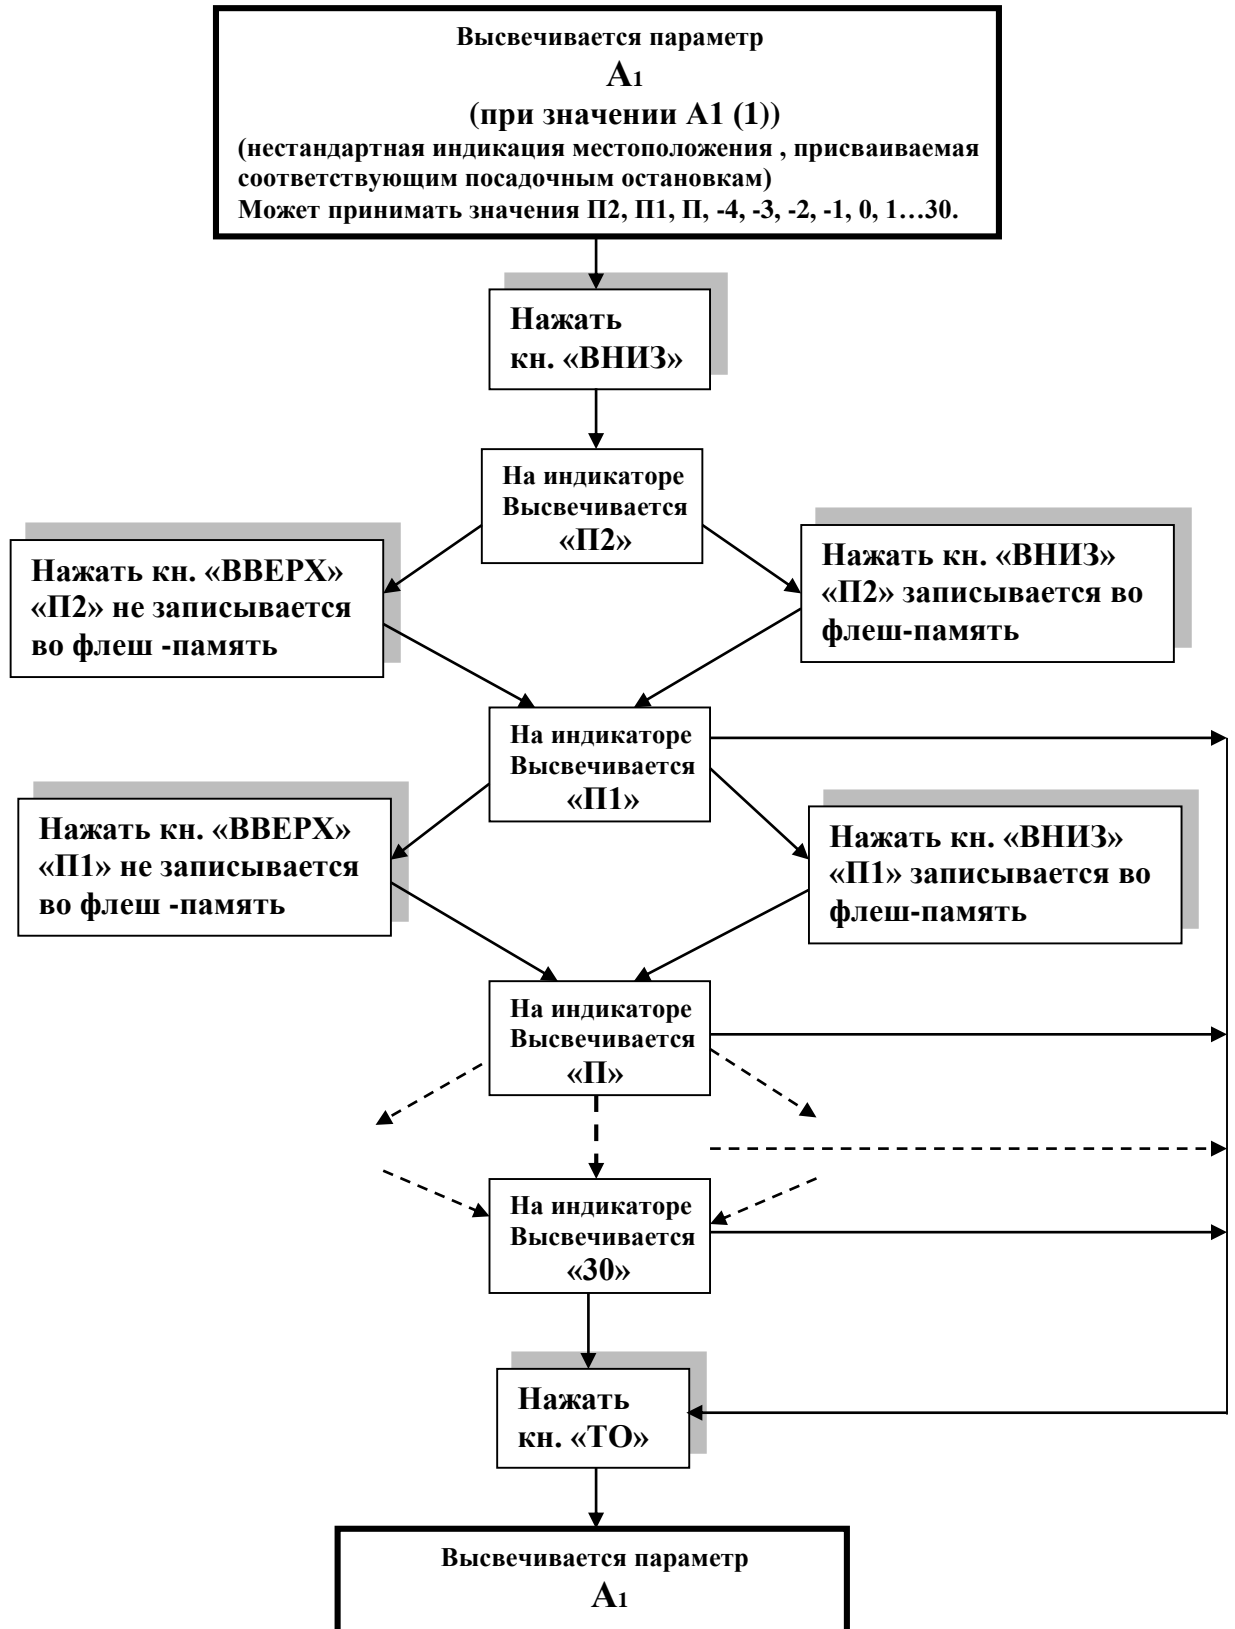 Высвечивается параметр
А1
(при значении А1 (1))
(нестандартная индикация местоположения , присваиваемая
соответствующим посадочным остановкам)
Может принимать значения П2, П1, П, -4, -3, -2, -1, 0, 1…30.
Нажать
кн. «ВНИЗ»
На индикаторе
Высвечивается
«П2»
Нажать кн. «ВВЕРХ»
«П2» не записывается
во флеш -память
Нажать кн. «ВНИЗ»
«П2» записывается во
флеш-память
На индикаторе
Высвечивается
«П1»
Нажать кн. «ВВЕРХ»
«П1» не записывается
во флеш -память
Нажать кн. «ВНИЗ»
«П1» записывается во
флеш-память
На индикаторе
Высвечивается
«П»
На индикаторе
Высвечивается
«30»
Нажать
кн. «ТО»
Высвечивается параметр
А1